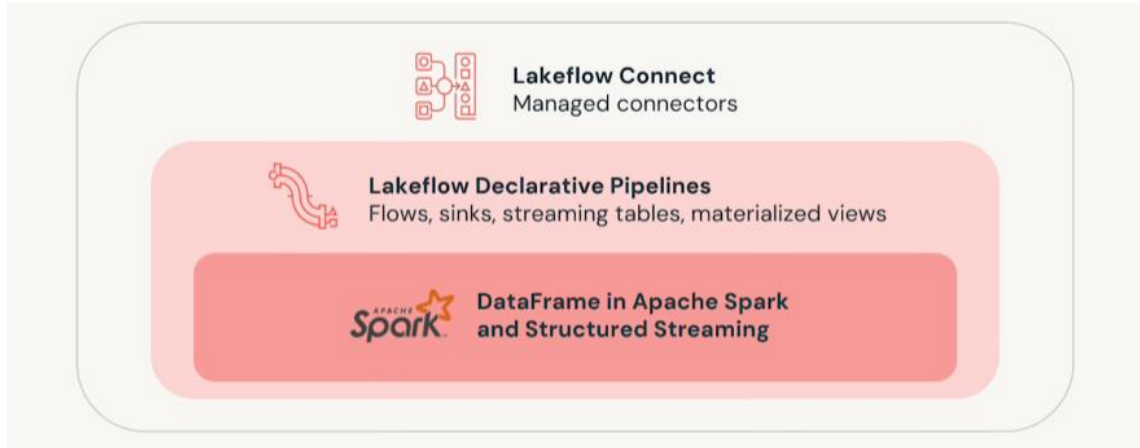 Lakeflow Connect
Managed connectors
Lakeflow Declarative Pipelines
Flows, sinks, streaming tables, materialized views
APACHE
Spark™
DataFrame in Apache Spark
and Structured Streaming